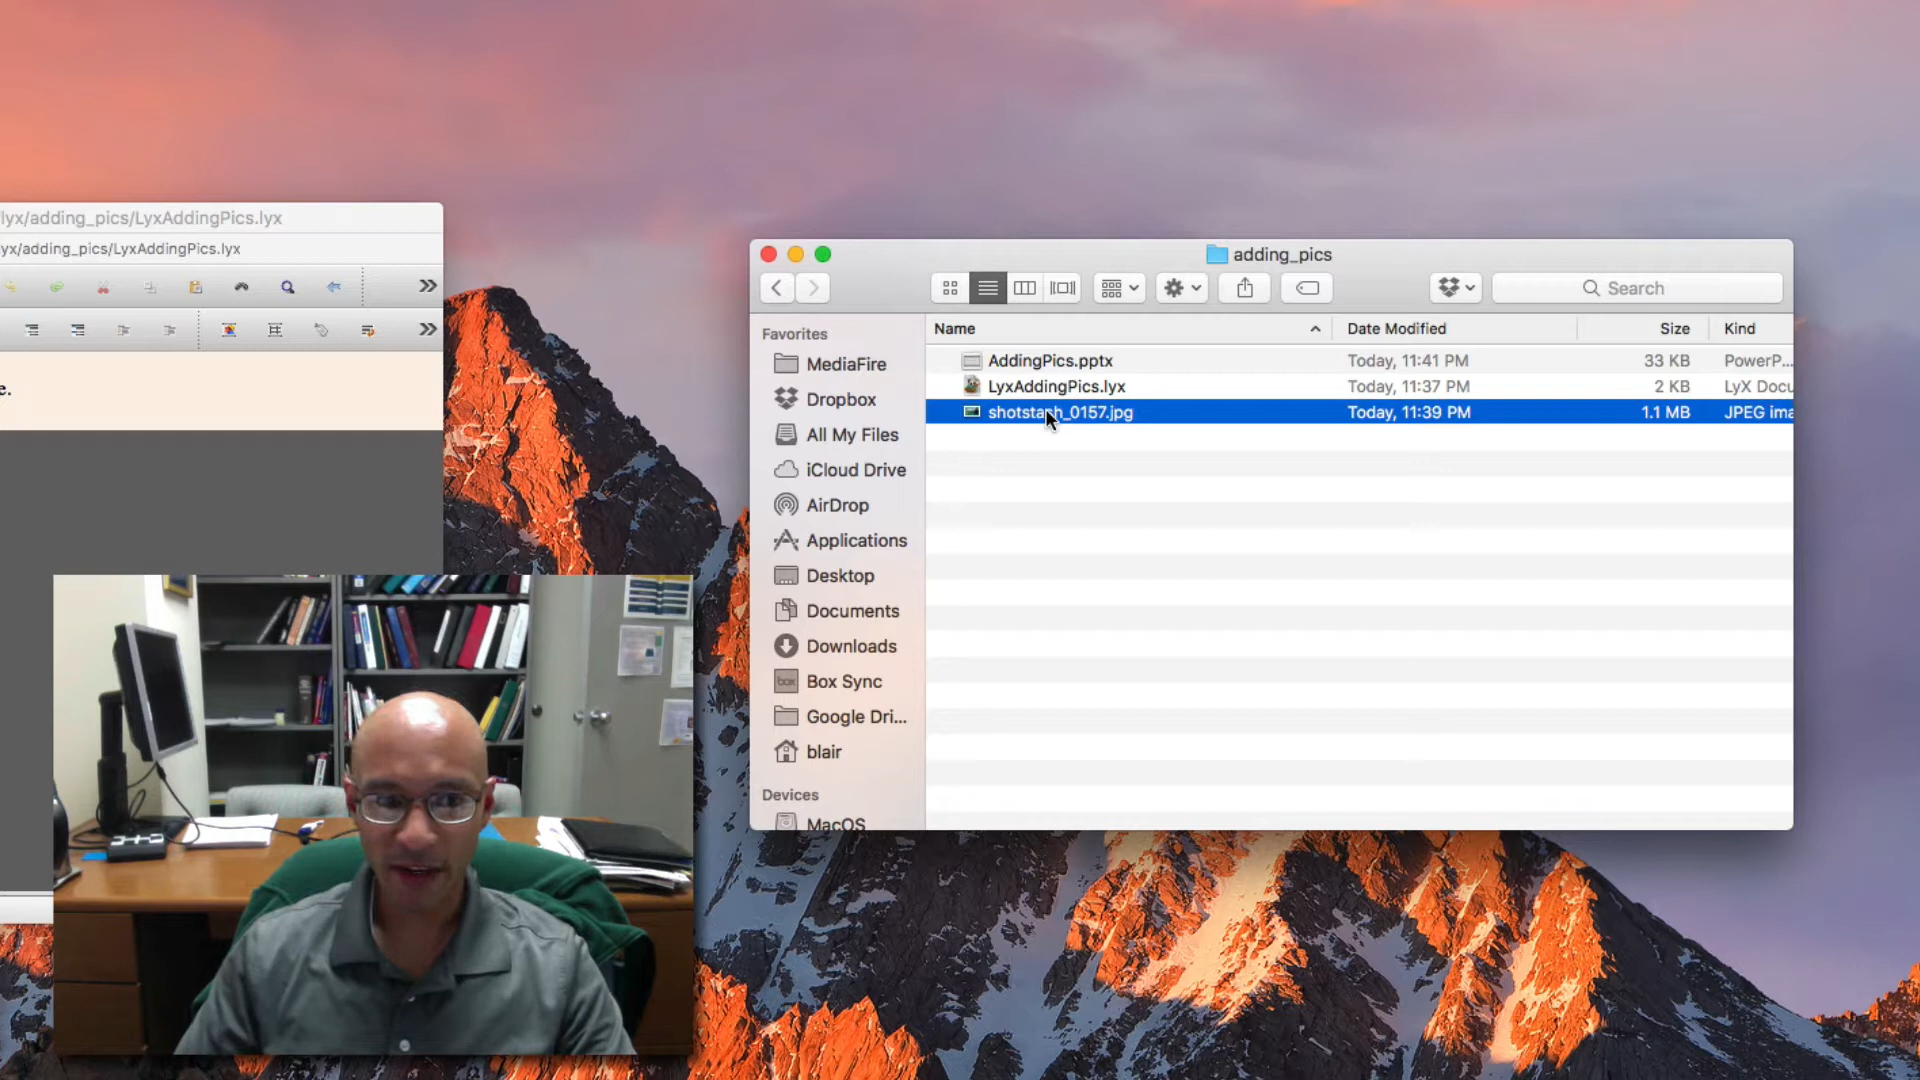 lyx/adding_pics/LyxAddingPics.lyx
yx/adding_pics/LyxAddingPics.lyx
e.
adding_pics
Search
Favorites
MediaFire
Dropbox
All My Files
iCloud Drive
AirDrop
Applications
Desktop
Documents
Downloads
Box Sync
Google Dri...
blair
Devices
MacOS
Name Date Modified Size Kind
AddingPics.pptx Today, 11:41 PM 33 KB PowerP...
LyxAddingPics.lyx Today, 11:37 PM 2 KB LyX Docu
shotstash_0157.jpg Today, 11:39 PM 1.1 MB JPEG ima